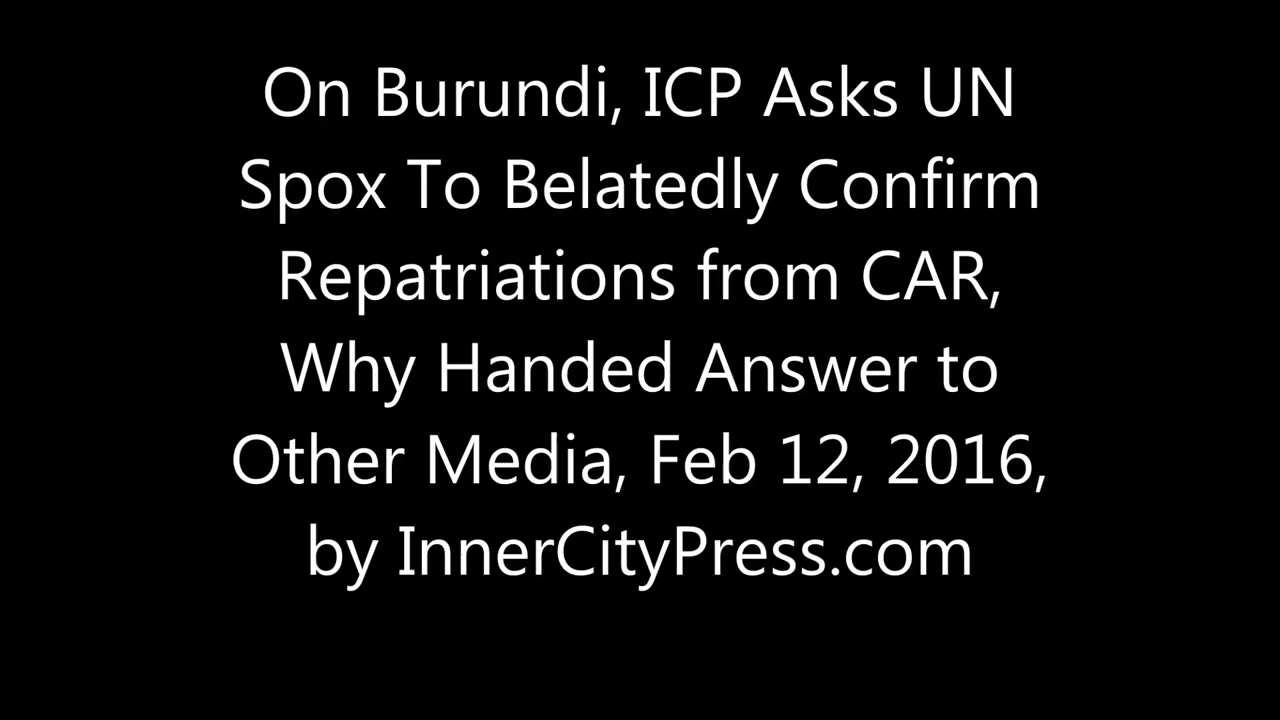 On Burundi, ICP Asks UN
Spox To Belatedly Confirm
Repatriations from CAR,
Why Handed Answer to
Other Media, Feb 12, 2016,
by InnerCityPress.com